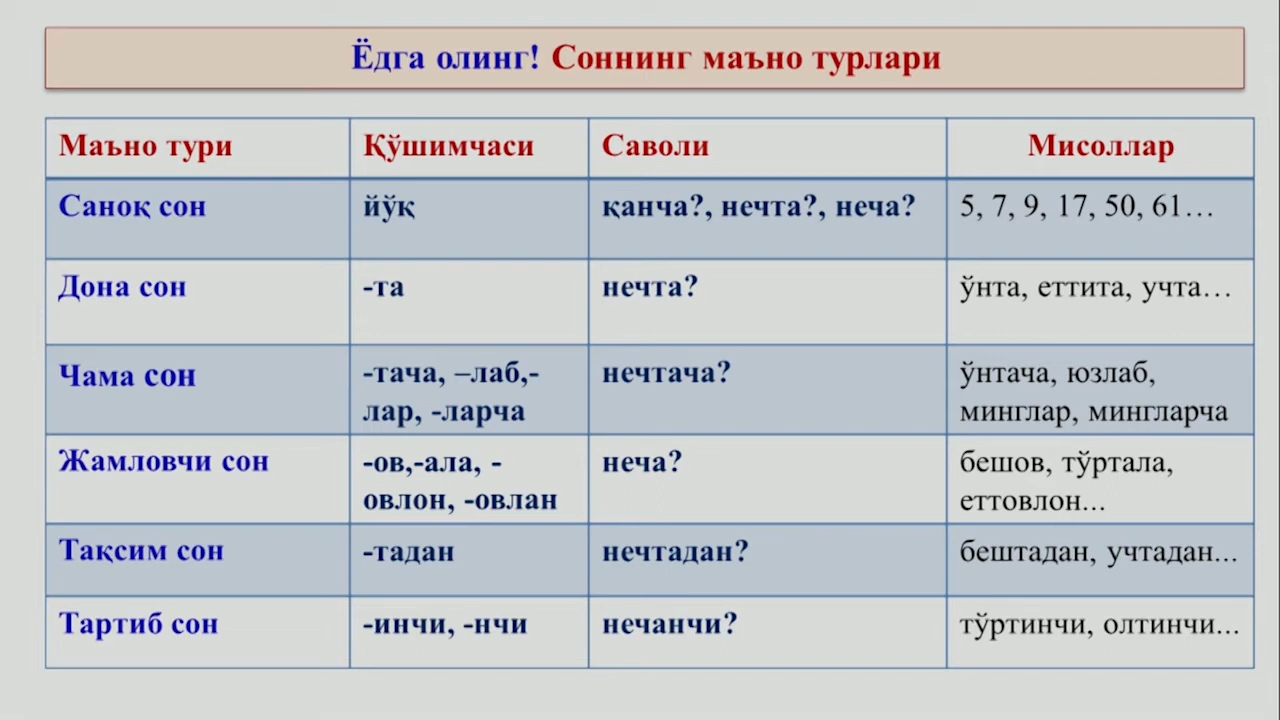 Ёдга олинг! Соннинг маъно турлари
Маъно тури Қўшимчаси Саволи Мисоллар
Саноқ сон йўқ қанча?, нечта?, неча? 5, 7, 9, 17, 50, 61…
Дона сон -та нечта? ўнта, еттита, учта…
Чама сон -тача, –лаб,- нечтача? ўнтача, юзлаб,
лар, -ларча минглар, мингларча
Жамловчи сон -ов,-ала, - неча? бешов, тўртала,
овлон, -овлан еттовлон...
Тақсим сон -тадан нечтадан? бештадан, учтадан...
Тартиб сон -инчи, -нчи нечанчи? тўртинчи, олтинчи...